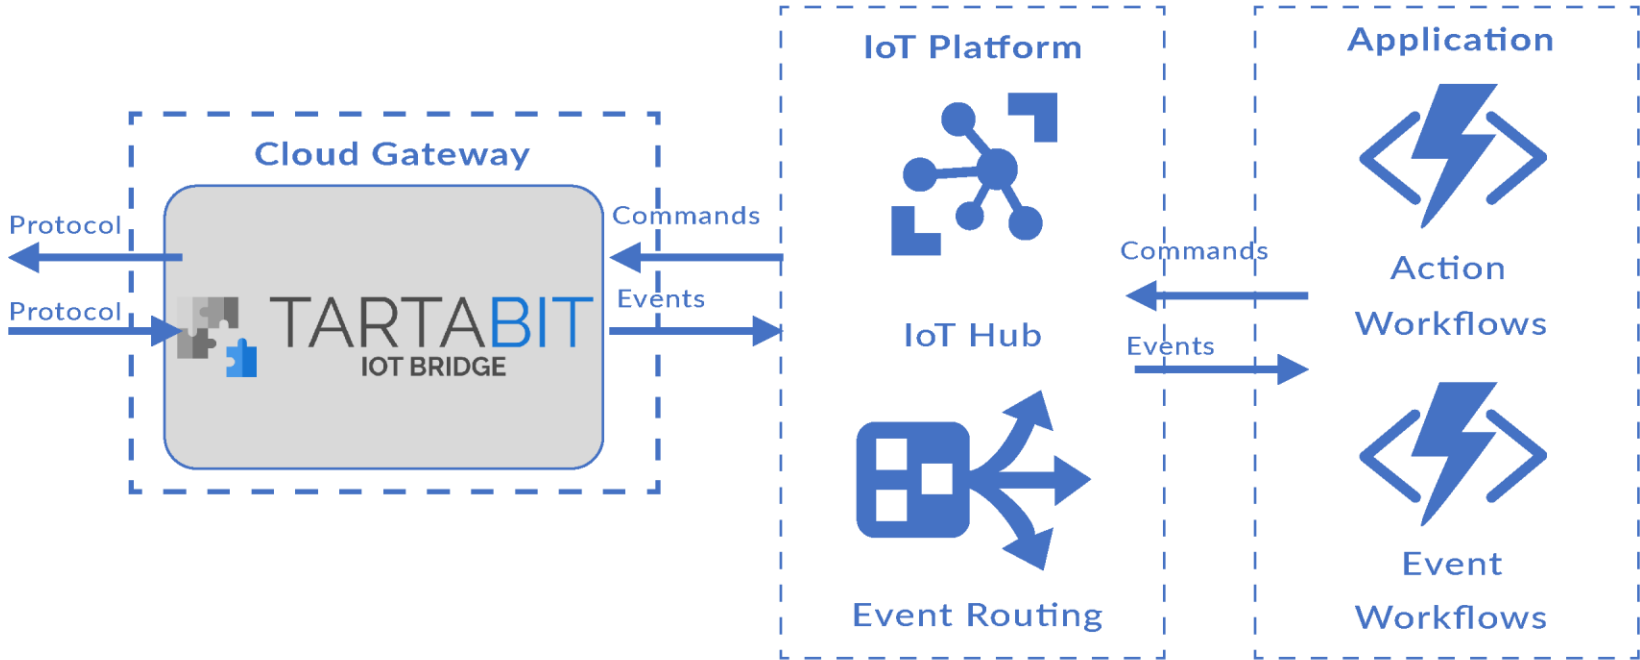 Cloud Gateway
Protocol
Protocol
TARTABIT
IOT BRIDGE
Commands
Events
IoT Platform
IoT Hub
Event Routing
Commands
Events
Application
Action
Workflows
Event
Workflows